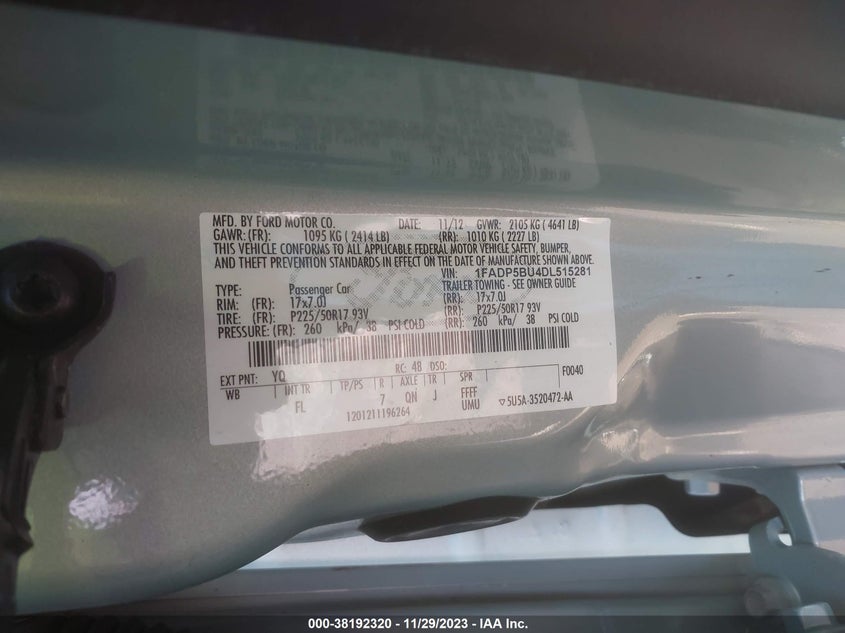 MFD. BY FORD MOTOR CO. DATE: 11/12 GVWR: 2105 KG ( 4641 LB)
GAWR: (FR): 1095 KG ( 2414 LB) (RR): 1010 KG ( 2227 LB)
THIS VEHICLE CONFORMS TO ALL APPLICABLE FEDERAL MOTOR VEHICLE SAFETY, BUMPER,
AND THEFT PREVENTION STANDARDS IN EFFECT ON THE DATE OF MANUFACTURE SHOWN ABOVE.
VIN: 1FADP5BU4DL515281
TYPE: Passenger Car TRAILER TOWING - SEE OWNER GUIDE
RIM: (FR): 17x7.0J (RR): 17x7.0J
TIRE: (FR): P225/50R17 93V (RR): P225/50R17 93V
PRESSURE: (FR): 260 kPa/ 38 PSI COLD (RR): 260 kPa/ 38 PSI COLD
EXT PNT: YQ RC: 48 DSO: F0040
WB INT TR TP/PS R AXLE TR SPR
FL 7 QN J FFFF
UMU
1201211196264 ▽5U5A-3520472-AA
000-38192320 - 11/29/2023 - IAA Inc.